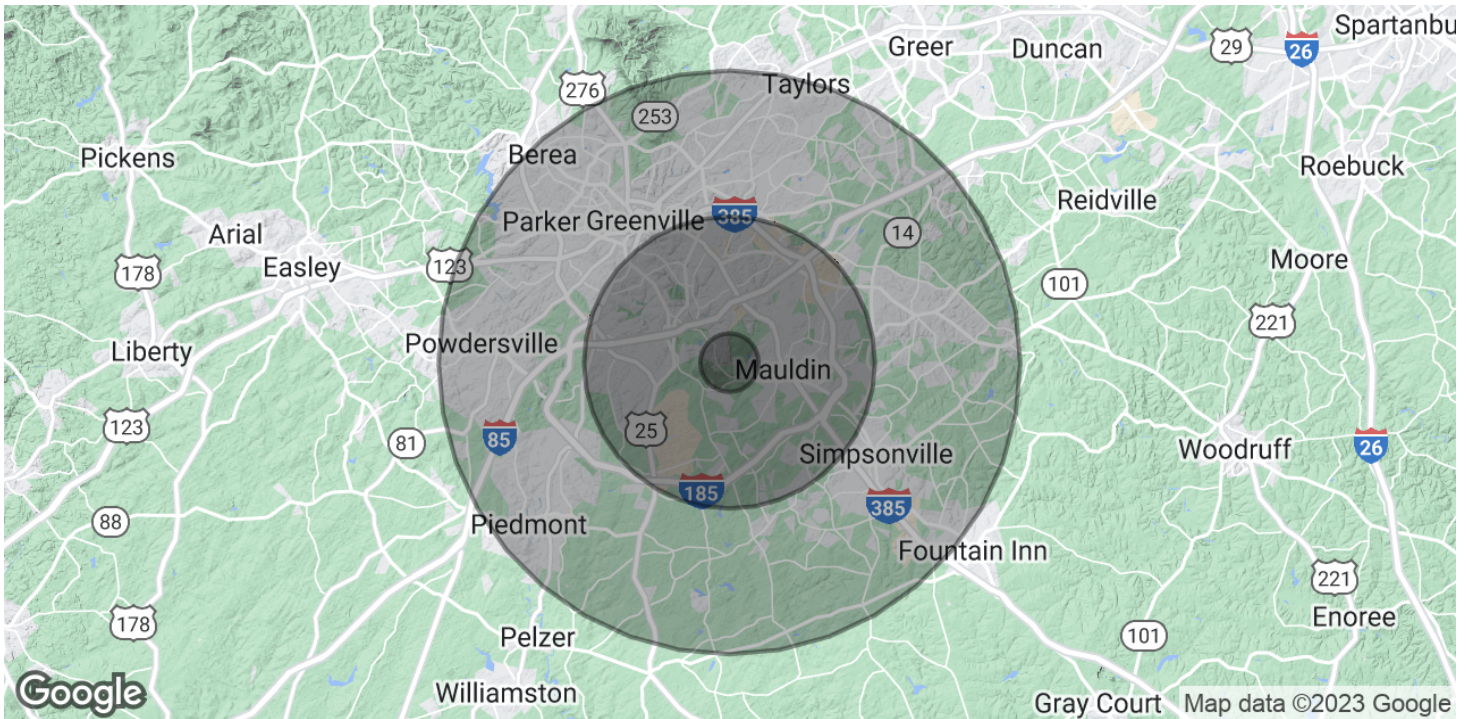 Spartanbu
Greer
Duncan
29
26
276
Taylors
253
Pickens
Berea
Roebuck
Reidville
385
Parker
Greenville
14
Arial
Easley
123
178
Moore
101
221
Liberty
Powdersville
Mauldin
123
81
85
25
Simpsonville
Woodruff
26
185
385
88
Piedmont
Fountain Inn
221
Enoree
178
Pelzer
101
Williamston
Gray Court
Google
Map data ©2023 Google